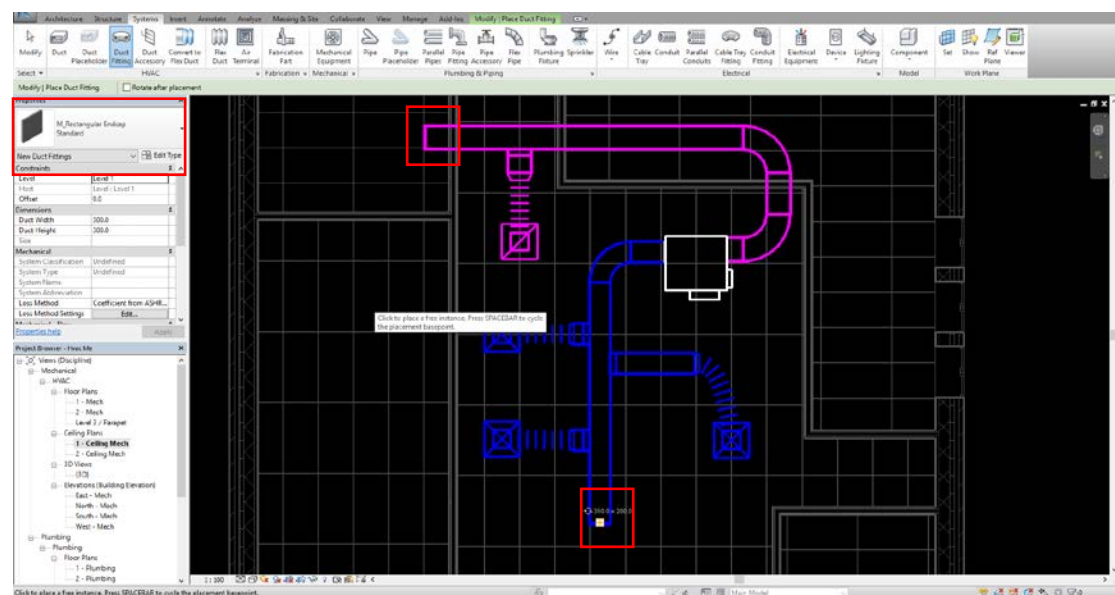 Architecture Structure Systems Insert Annotate Analyze Massing & Site Collaborate View Manage Add-Ins Modify | Place Duct Fitting
Modify Duct Duct Placeholder Duct Fitting Duct Accessory Convert to Flex Duct Flex Duct Air Terminal Fabrication Part Mechanical Equipment Pipe Pipe Placeholder Parallel Pipes Pipe Fitting Pipe Accessory Flex Pipe Plumbing Fixture Sprinkler Wire Cable Tray Conduit Parallel Conduits Cable Tray Fitting Conduit Fitting Electrical Equipment Device Lighting Fixture Component Set Show Ref Plane Viewer
Select HVAC Fabrication Mechanical Plumbing & Piping Electrical Model Work Plane
Modify | Place Duct Fitting Rotate after placement
Properties
M_Rectangular Endcap
Standard
New Duct Fittings Edit Type
Constraints
Level Level 1
Host Level : Level 1
Offset 0.0
Dimensions
Duct Width 300.0
Duct Height 300.0
Size
Mechanical
System Classification Undefined
System Type Undefined
System Name
System Abbreviation
Loss Method Coefficient from ASHR...
Loss Method Settings Edit...
Mechanical - Flow
Properties help Apply
Click to place a free instance. Press SPACEBAR to cycle
the placement basepoint.
Project Browser - Hvac Me
Views (Discipline)
Mechanical
HVAC
Floor Plans
1 - Mech
2 - Mech
Level 3 / Parapet
Ceiling Plans
1 - Ceiling Mech
2 - Ceiling Mech
3D Views
{3D}
Elevations (Building Elevation)
East - Mech
North - Mech
South - Mech
West - Mech
Plumbing
Plumbing
Floor Plans
1 - Plumbing
2 - Plumbing
1 : 100
Click to place a free instance. Press SPACEBAR to cycle the placement basepoint.
Main Model